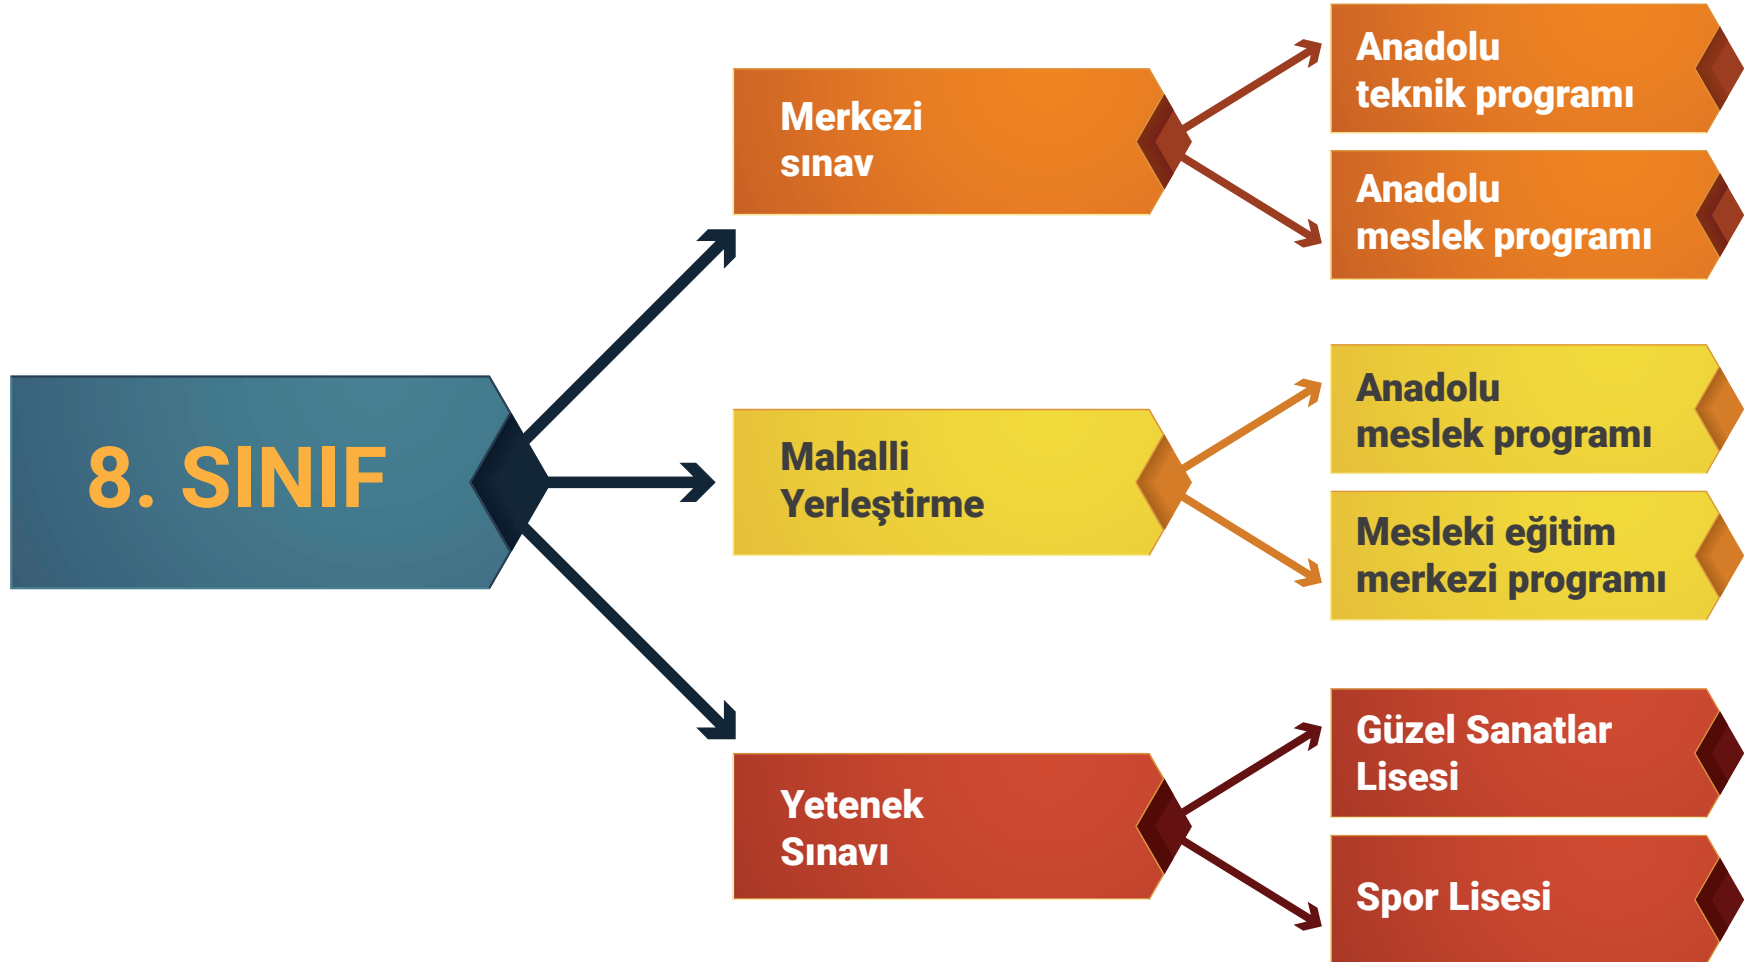 8. SINIF
Merkezi
sınav
Anadolu
teknik programı
Anadolu
meslek programı
Mahalli
Yerleştirme
Anadolu
meslek programı
Mesleki eğitim
merkezi programı
Yetenek
Sınavı
Güzel Sanatlar
Lisesi
Spor Lisesi